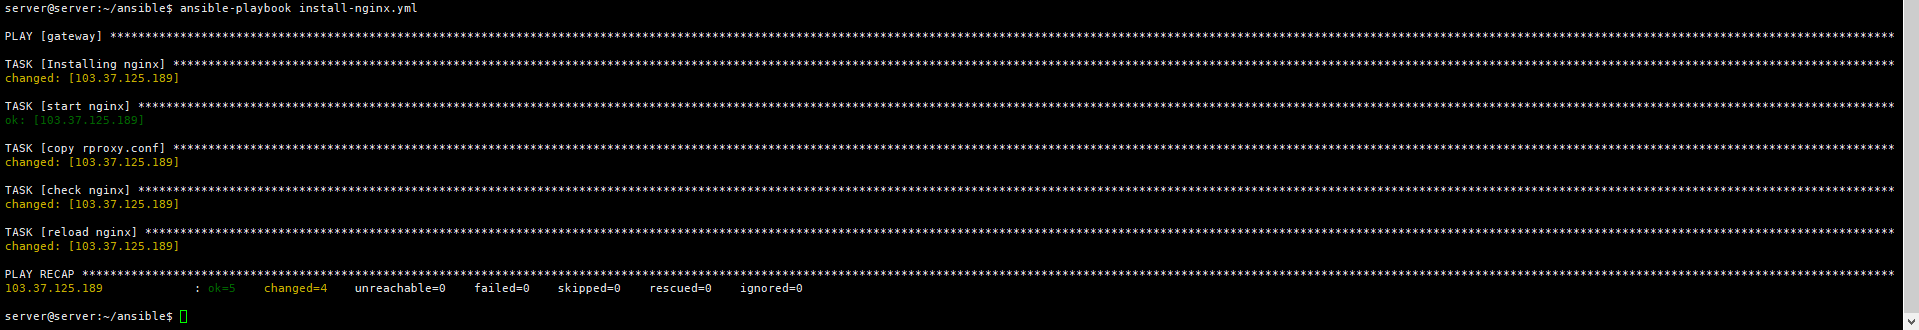 server@server:~/ansible$ ansible-playbook install-nginx.yml
PLAY [gateway] ***************************************************************************************************************************************************************************************************************************************************************
TASK [Installing nginx] ******************************************************************************************************************************************************************************************************************************************************
changed: [103.37.125.189]
TASK [start nginx] ***********************************************************************************************************************************************************************************************************************************************************
ok: [103.37.125.189]
TASK [copy rproxy.conf] ******************************************************************************************************************************************************************************************************************************************************
changed: [103.37.125.189]
TASK [check nginx] ***********************************************************************************************************************************************************************************************************************************************************
changed: [103.37.125.189]
TASK [reload nginx] **********************************************************************************************************************************************************************************************************************************************************
changed: [103.37.125.189]
PLAY RECAP *******************************************************************************************************************************************************************************************************************************************************************
103.37.125.189             : ok=5    changed=4    unreachable=0    failed=0    skipped=0    rescued=0    ignored=0
server@server:~/ansible$